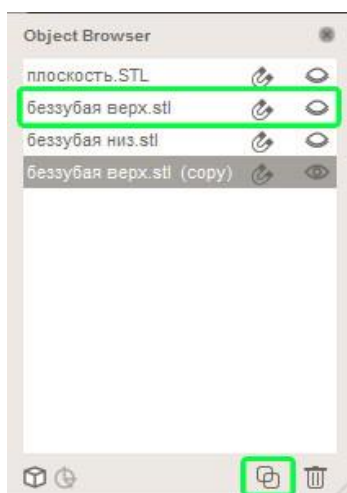 Object Browser
плоскость.STL
беззубая верх.stl
беззубая низ.stl
беззубая верх.stl (copy)